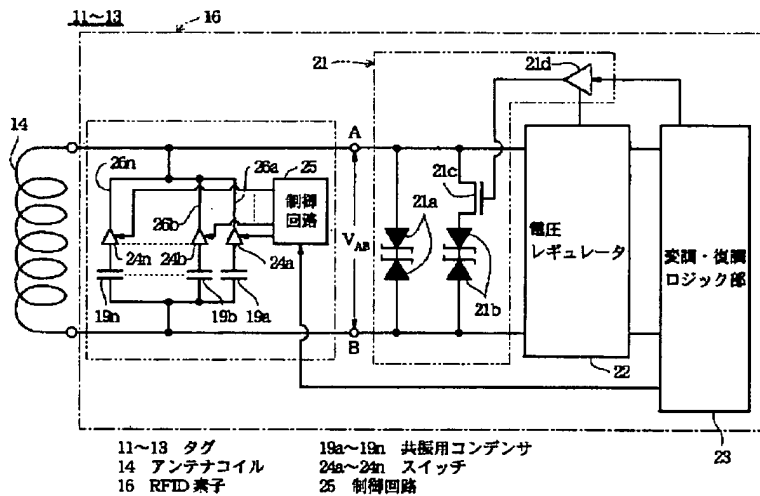 11～13
16
21
21d
14
26n
26a
25
A
制御
回路
21c
26b
21a
V_AB
電圧
レギュレータ
変調・復調
ロジック部
24n
24b
24a
19n
19b
19a
21b
B
22
23
11～13 タグ
14 アンテナコイル
16 RFID素子
19a～19n 共振用コンデンサ
24a～24n スイッチ
25 制御回路